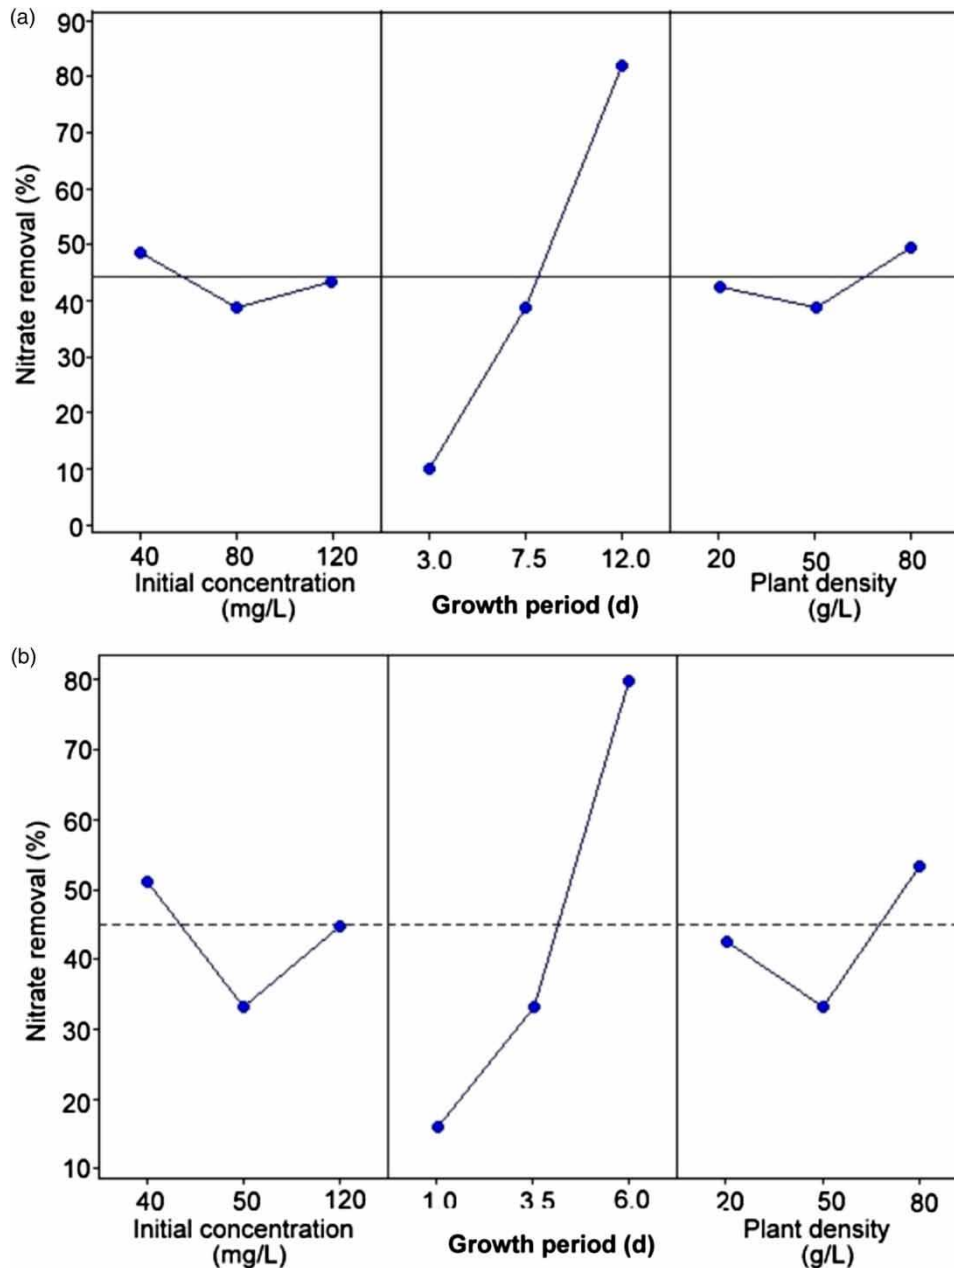 (a)
Nitrate removal (%)
90
80
70
60
50
40
30
20
10
0
40 80 120 3.0 7.5 12.0 20 50 80
Initial concentration
(mg/L)
Growth period (d)
Plant density
(g/L)
(b)
Nitrate removal (%)
80
70
60
50
40
30
20
10
40 50 120 1.0 3.5 6.0 20 50 80
Initial concentration
(mg/L)
Growth period (d)
Plant density
(g/L)